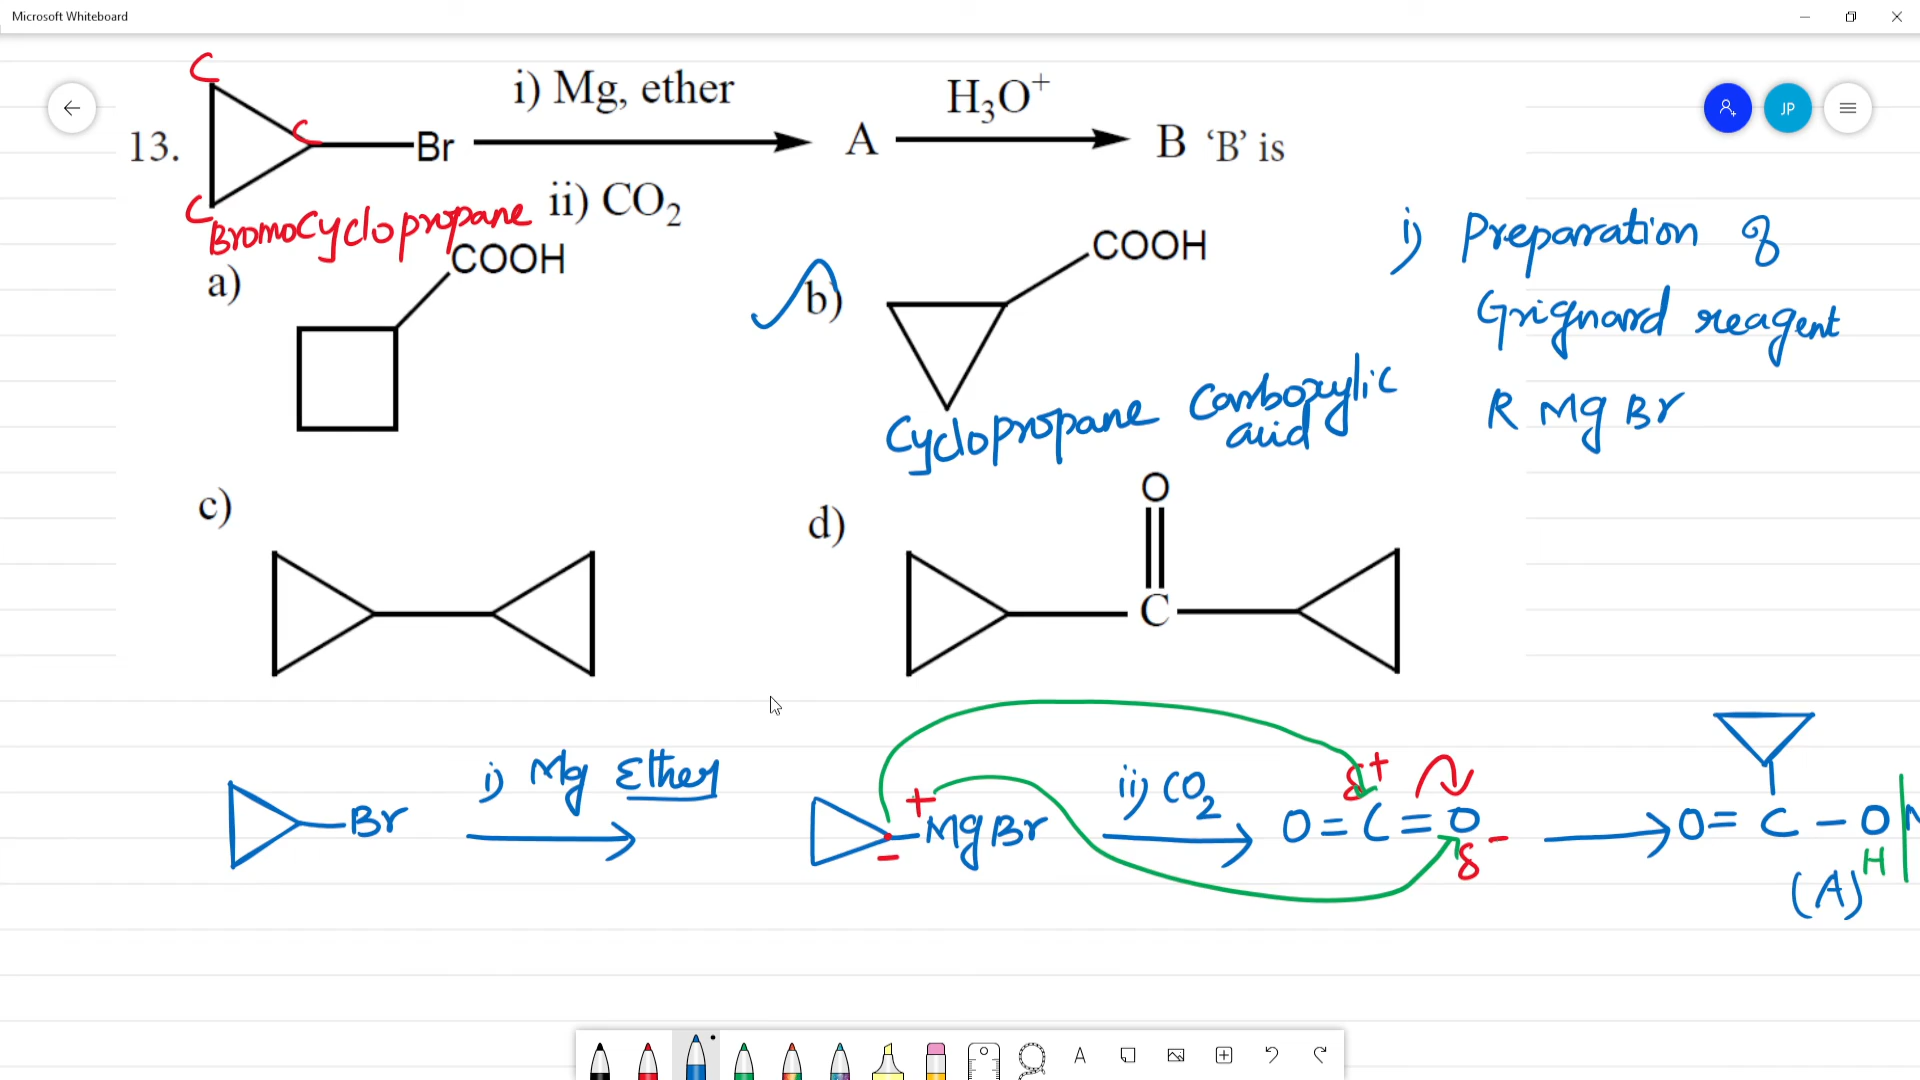 Microsoft Whiteboard
JP
13.
C
C
C
Br
i) Mg, ether
ii) CO₂
A
H₃O⁺
B ‘B’ is
BromoCyclopropane
a)
COOH
b)
COOH
Cyclopropane Carboxylic
acid
i) Preparation of
Grignard reagent
R Mg Br
c)
d)
O
C
Br
i) Mg Ether
+
−
MgBr
ii) CO₂
δ+
O = C = O
δ−
O = C − O
H
(A)
A